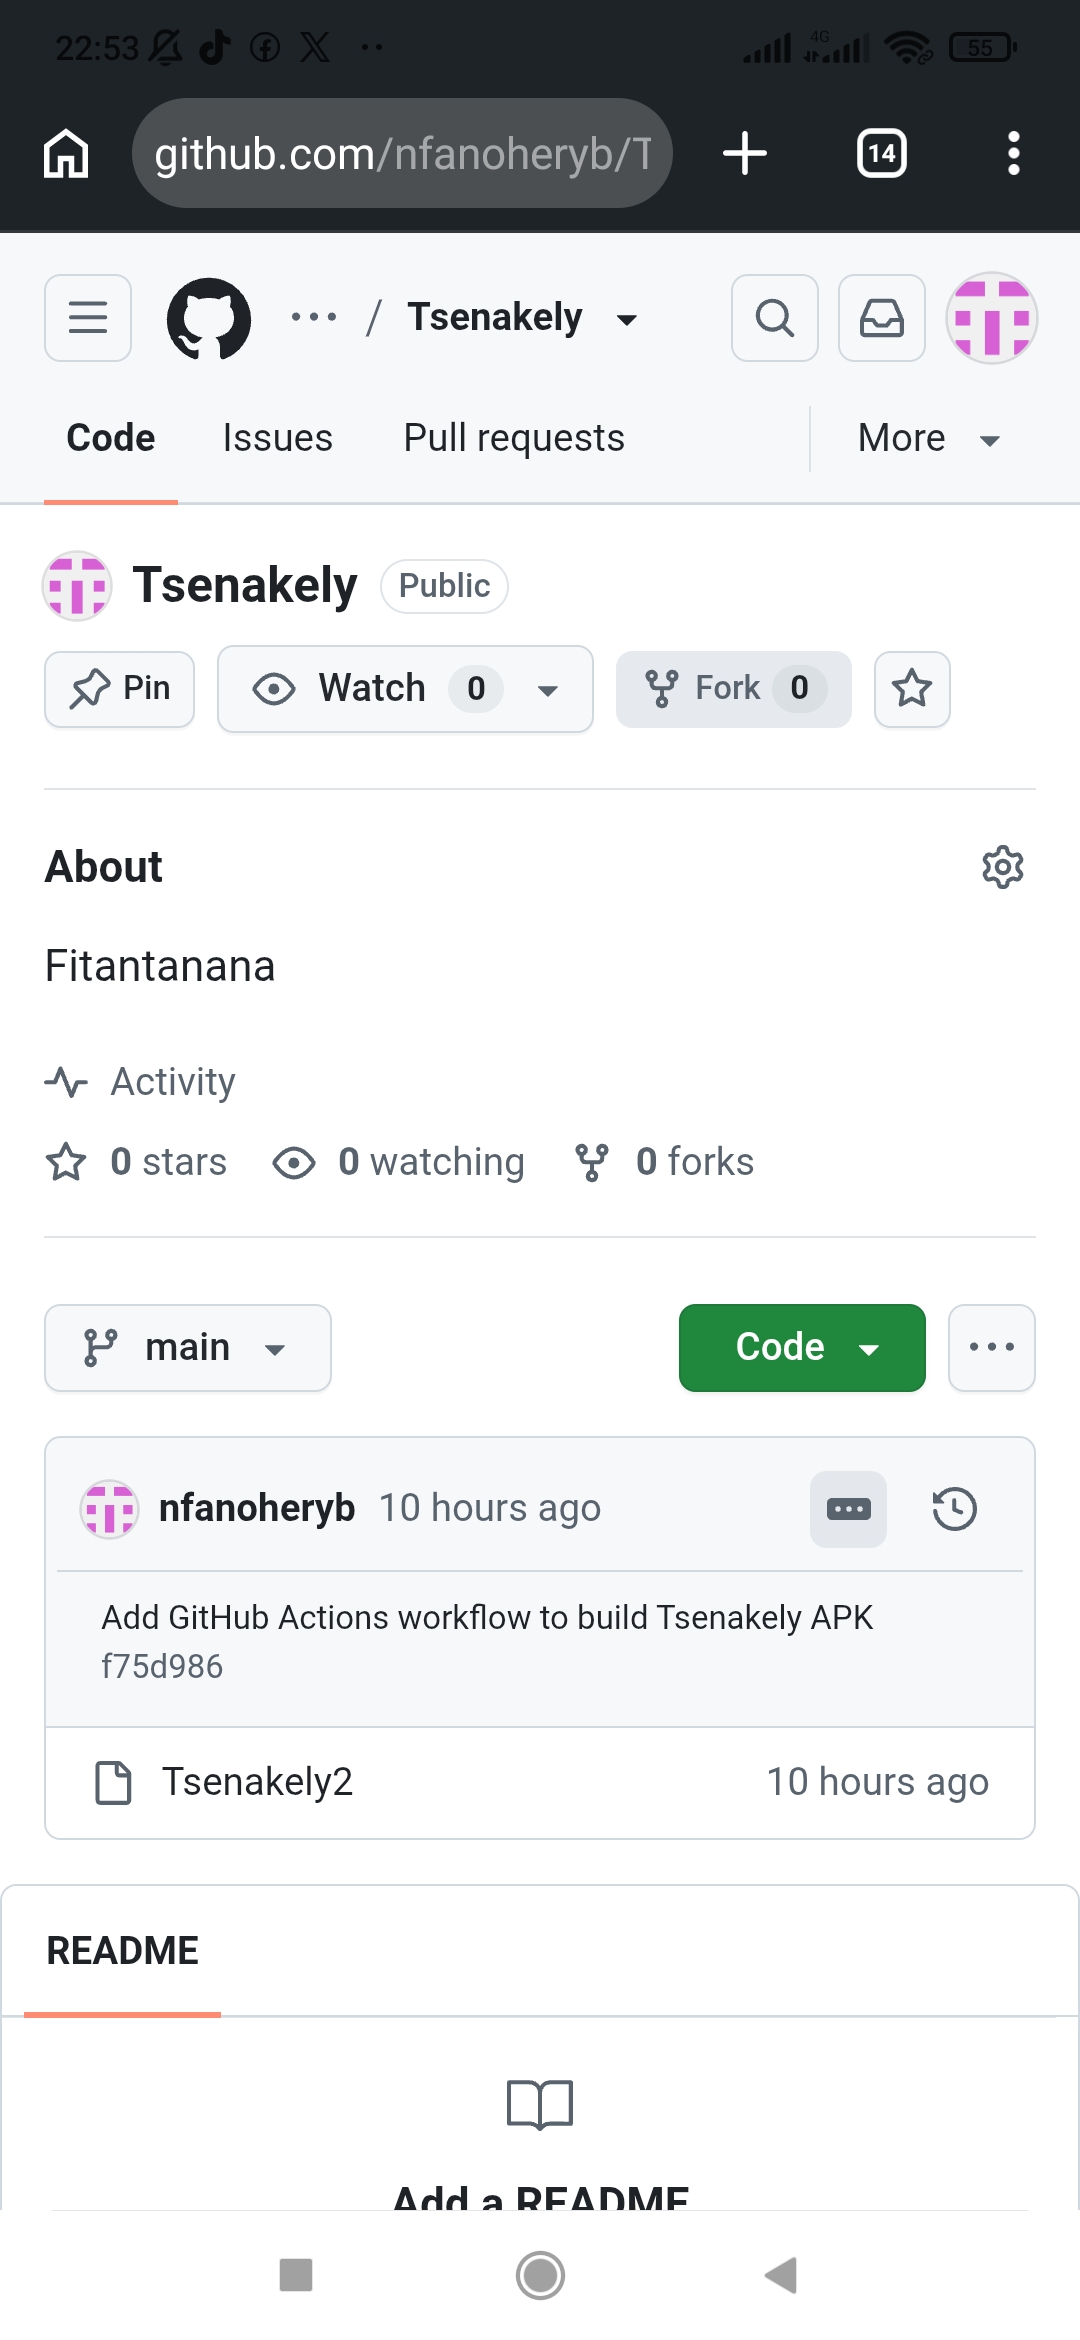 22:53
4G
55
github.com/nfanoheryb/T
14
/ Tsenakely
Code Issues Pull requests More
Tsenakely Public
Pin Watch 0 Fork 0
About
Fitantanana
Activity
0 stars 0 watching 0 forks
main Code
nfanoheryb 10 hours ago
Add GitHub Actions workflow to build Tsenakely APK
f75d986
Tsenakely2 10 hours ago
README
Add a README